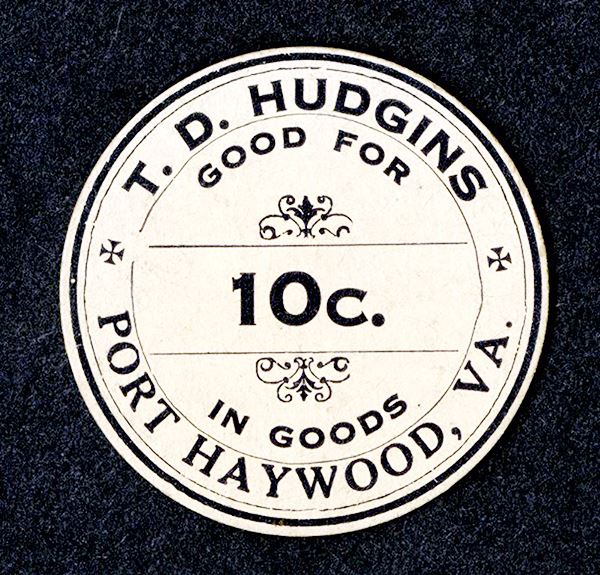 T. D. HUDGINS
GOOD FOR
10c.
IN GOODS
PORT HAYWOOD, VA.